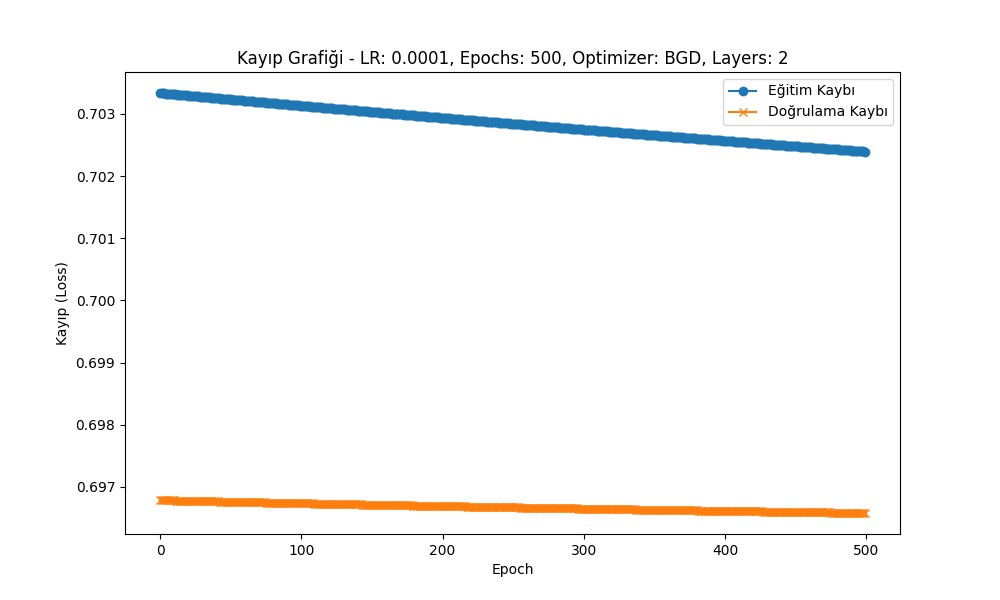 Kayıp Grafiği - LR: 0.0001, Epochs: 500, Optimizer: BGD, Layers: 2
Eğitim Kaybı
Doğrulama Kaybı
Kayıp (Loss)
0.703
0.702
0.701
0.700
0.699
0.698
0.697
0 100 200 300 400 500
Epoch